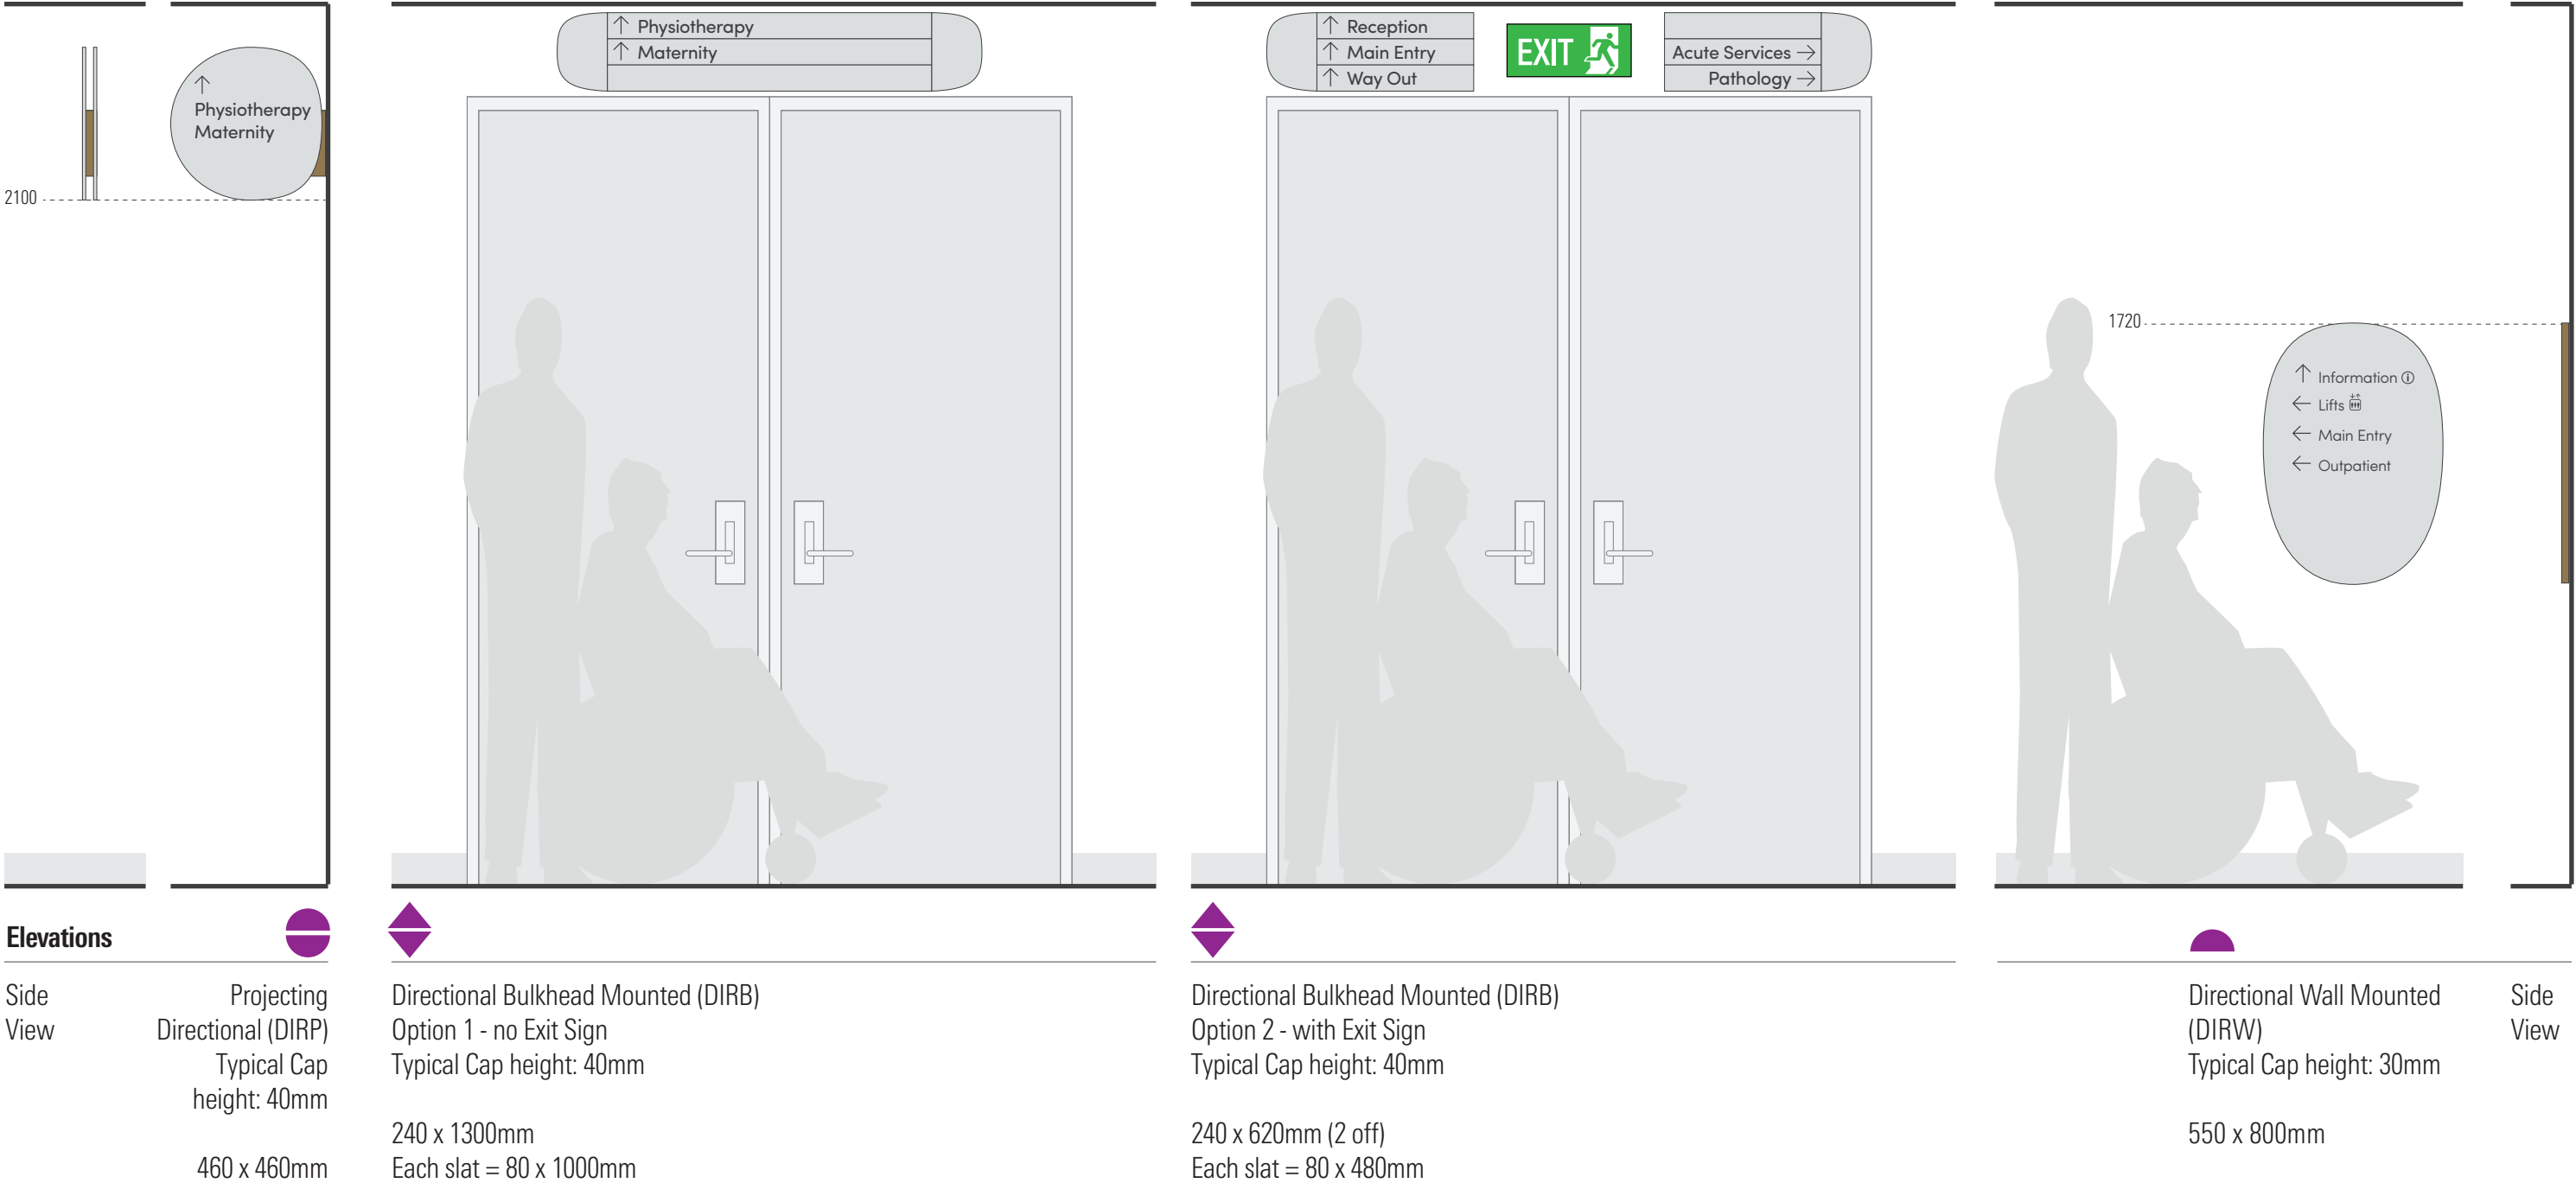 ↑ Physiotherapy
↑ Maternity
↑ Reception
↑ Main Entry
↑ Way Out
EXIT
Acute Services →
Pathology →
↑
Physiotherapy
Maternity
2100
1720
↑ Information ⓘ
← Lifts
← Main Entry
← Outpatient
Elevations
Side
View
Projecting
Directional (DIRP)
Typical Cap
height: 40mm
460 x 460mm
Directional Bulkhead Mounted (DIRB)
Option 1 - no Exit Sign
Typical Cap height: 40mm
240 x 1300mm
Each slat = 80 x 1000mm
Directional Bulkhead Mounted (DIRB)
Option 2 - with Exit Sign
Typical Cap height: 40mm
240 x 620mm (2 off)
Each slat = 80 x 480mm
Directional Wall Mounted
(DIRW)
Typical Cap height: 30mm
550 x 800mm
Side
View